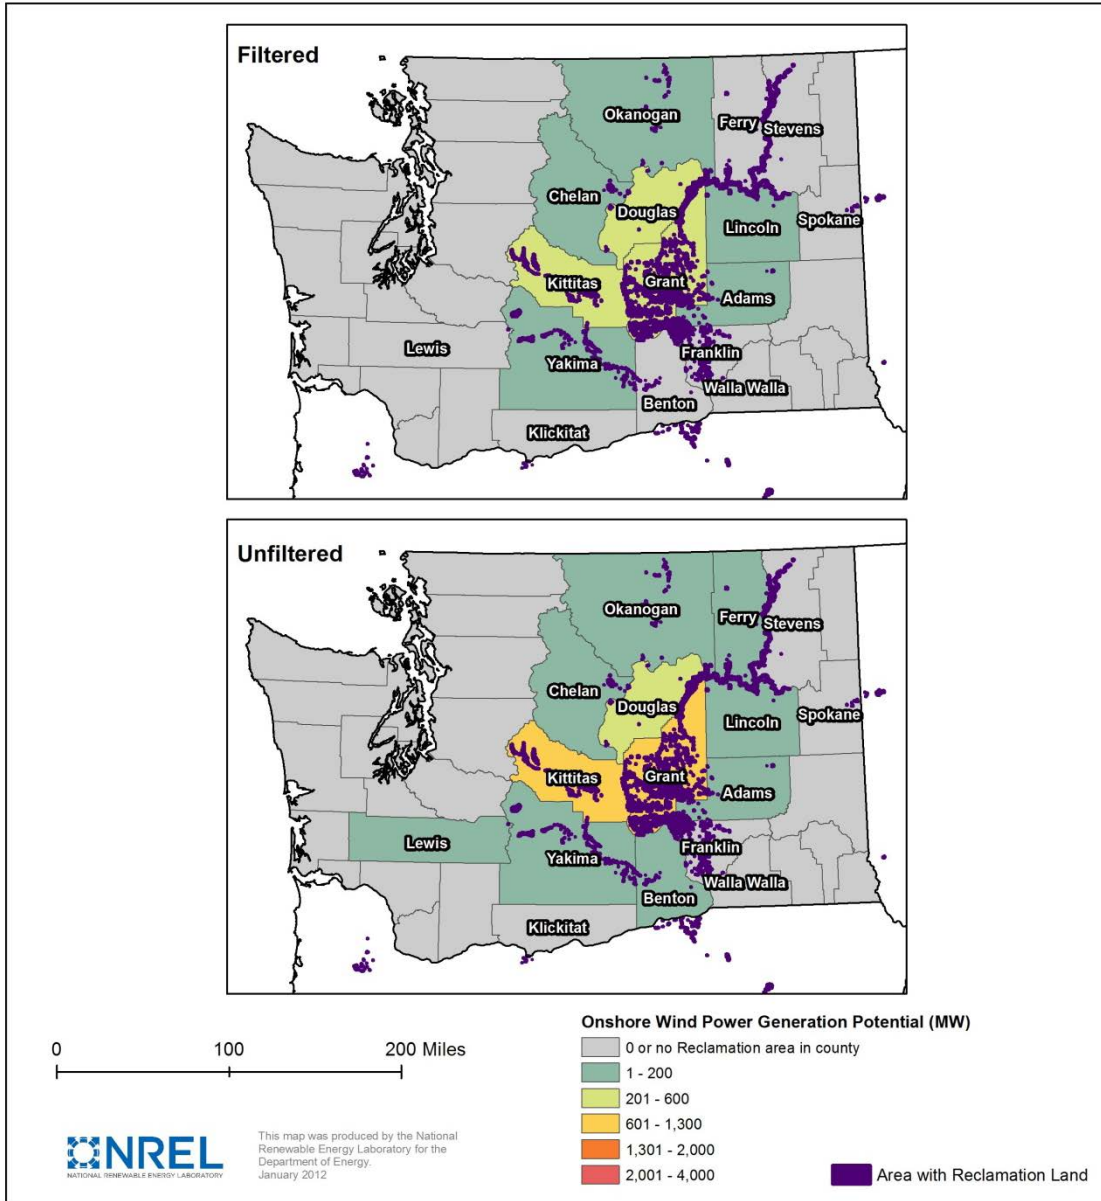 Filtered
Okanogan
Ferry
Stevens
Chelan
Douglas
Lincoln
Spokane
Kittitas
Grant
Adams
Lewis
Yakima
Franklin
Walla Walla
Benton
Klickitat
Unfiltered
Okanogan
Ferry
Stevens
Chelan
Douglas
Lincoln
Spokane
Kittitas
Grant
Adams
Lewis
Yakima
Franklin
Walla Walla
Benton
Klickitat
Onshore Wind Power Generation Potential (MW)
0 or no Reclamation area in county
1 - 200
201 - 600
601 - 1,300
1,301 - 2,000
2,001 - 4,000
Area with Reclamation Land
0 100 200 Miles
NREL
NATIONAL RENEWABLE ENERGY LABORATORY
This map was produced by the National
Renewable Energy Laboratory for the
Department of Energy.
January 2012